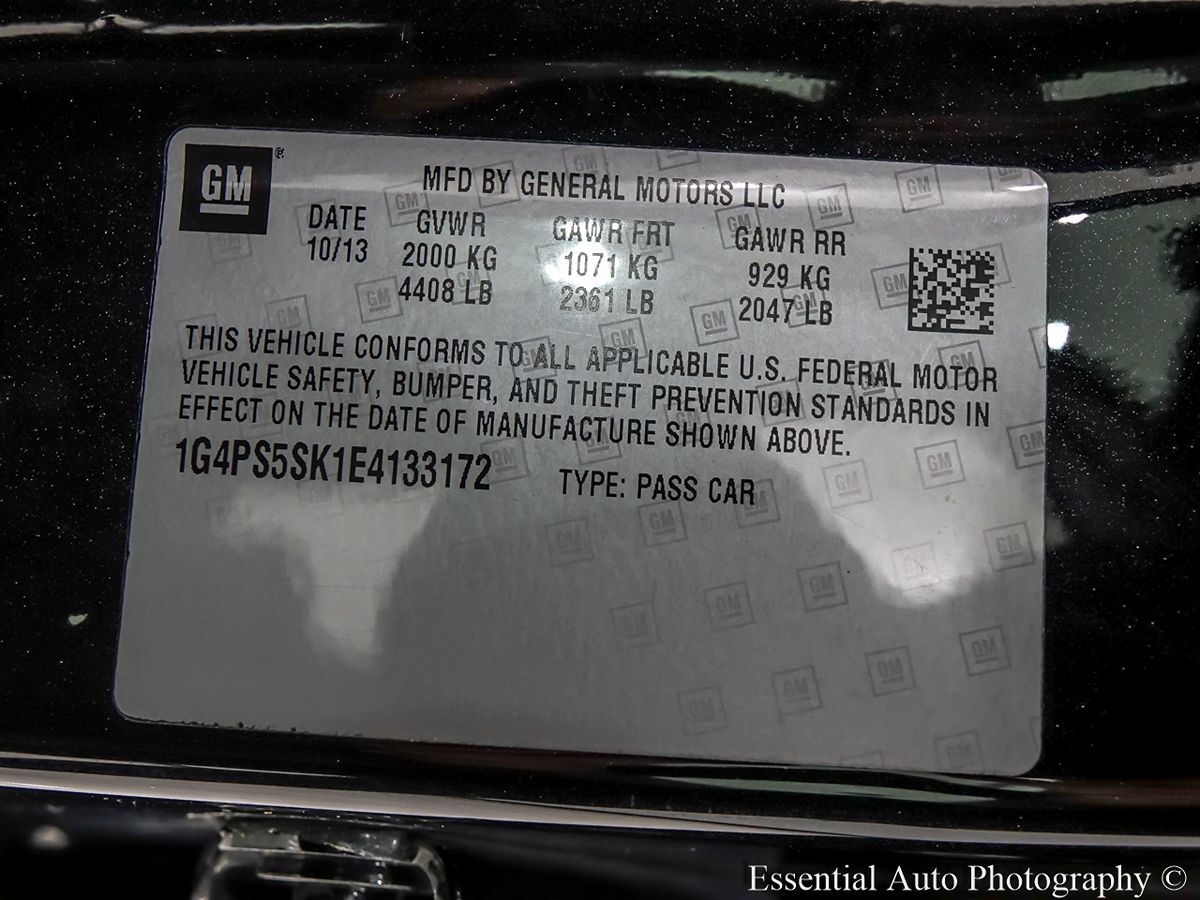 GM ®
MFD BY GENERAL MOTORS LLC
DATE GVWR GAWR FRT GAWR RR
10/13 2000 KG 1071 KG 929 KG
4408 LB 2361 LB 2047 LB
THIS VEHICLE CONFORMS TO ALL APPLICABLE U.S. FEDERAL MOTOR
VEHICLE SAFETY, BUMPER, AND THEFT PREVENTION STANDARDS IN
EFFECT ON THE DATE OF MANUFACTURE SHOWN ABOVE.
1G4PS5SK1E4133172 TYPE: PASS CAR
Essential Auto Photography ©